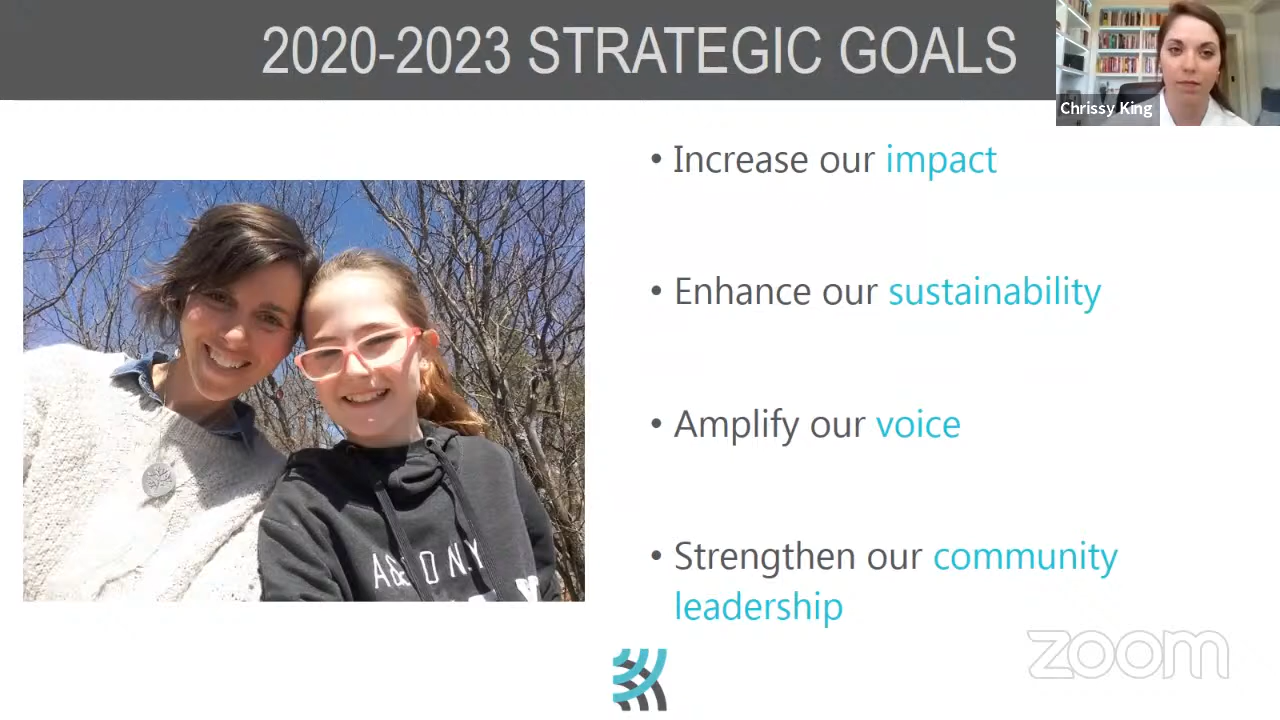 2020-2023 STRATEGIC GOALS
Chrissy King
• Increase our impact
• Enhance our sustainability
• Amplify our voice
• Strengthen our community
leadership
zoom